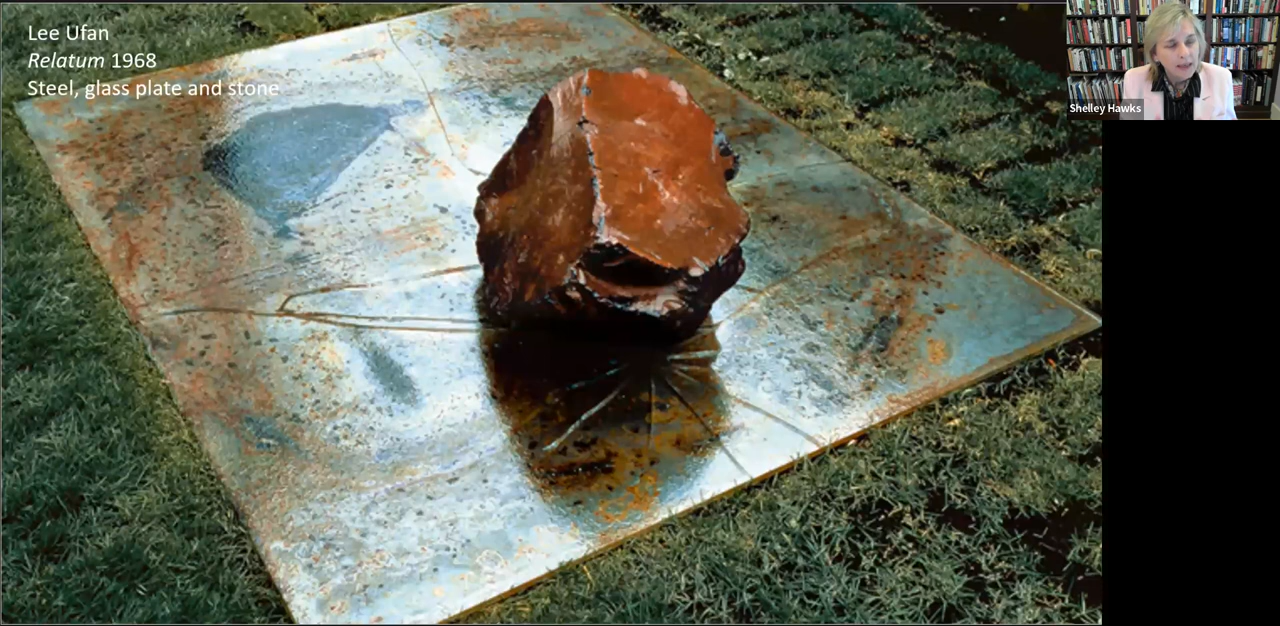 Lee Ufan
Relatum 1968
Steel, glass plate and stone
Shelley Hawks